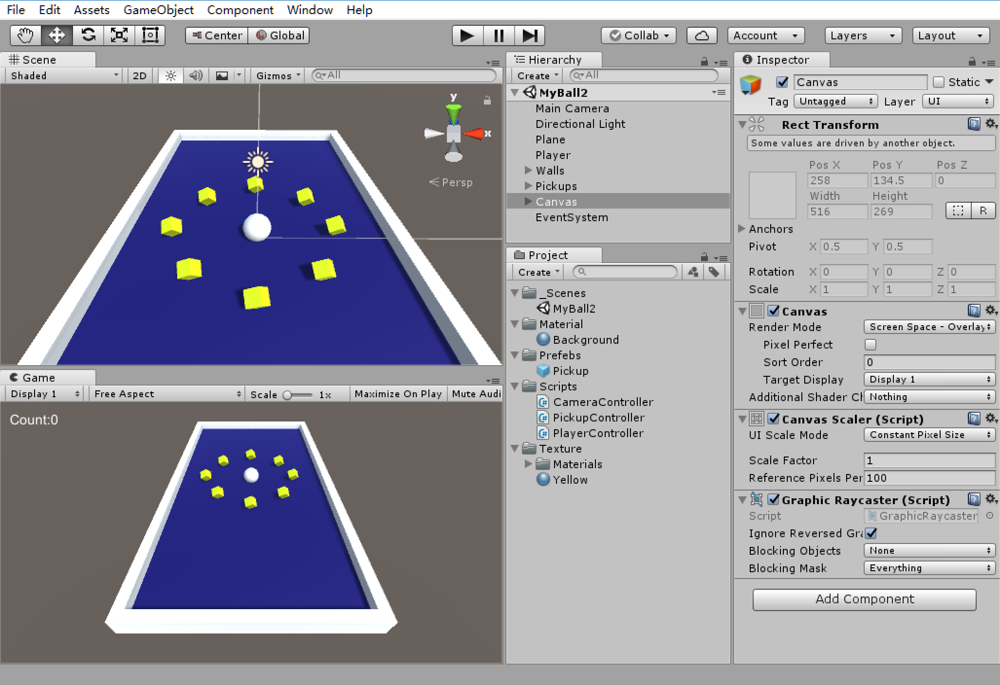 File Edit Assets GameObject Component Window Help
Center Global Collab Account Layers Layout
Scene
Shaded 2D Gizmos All
y
x
Persp
Game
Display 1 Free Aspect Scale 1x Maximize On Play Mute Audi
Count:0
Hierarchy
Create All
MyBall2
Main Camera
Directional Light
Plane
Player
Walls
Pickups
Canvas
EventSystem
Project
Create
_Scenes
MyBall2
Material
Background
Prefebs
Pickup
Scripts
CameraController
PickupController
PlayerController
Texture
Materials
Yellow
Inspector
Canvas Static
Tag Untagged Layer UI
Rect Transform
Some values are driven by another object.
Pos X Pos Y Pos Z
258 134.5 0
Width Height
516 269
R
Anchors
Pivot X 0.5 Y 0.5
Rotation X 0 Y 0 Z 0
Scale X 1 Y 1 Z 1
Canvas
Render Mode Screen Space - Overlay
Pixel Perfect
Sort Order 0
Target Display Display 1
Additional Shader Ch Nothing
Canvas Scaler (Script)
UI Scale Mode Constant Pixel Size
Scale Factor 1
Reference Pixels Per 100
Graphic Raycaster (Script)
Script GraphicRaycaster
Ignore Reversed Gra
Blocking Objects None
Blocking Mask Everything
Add Component